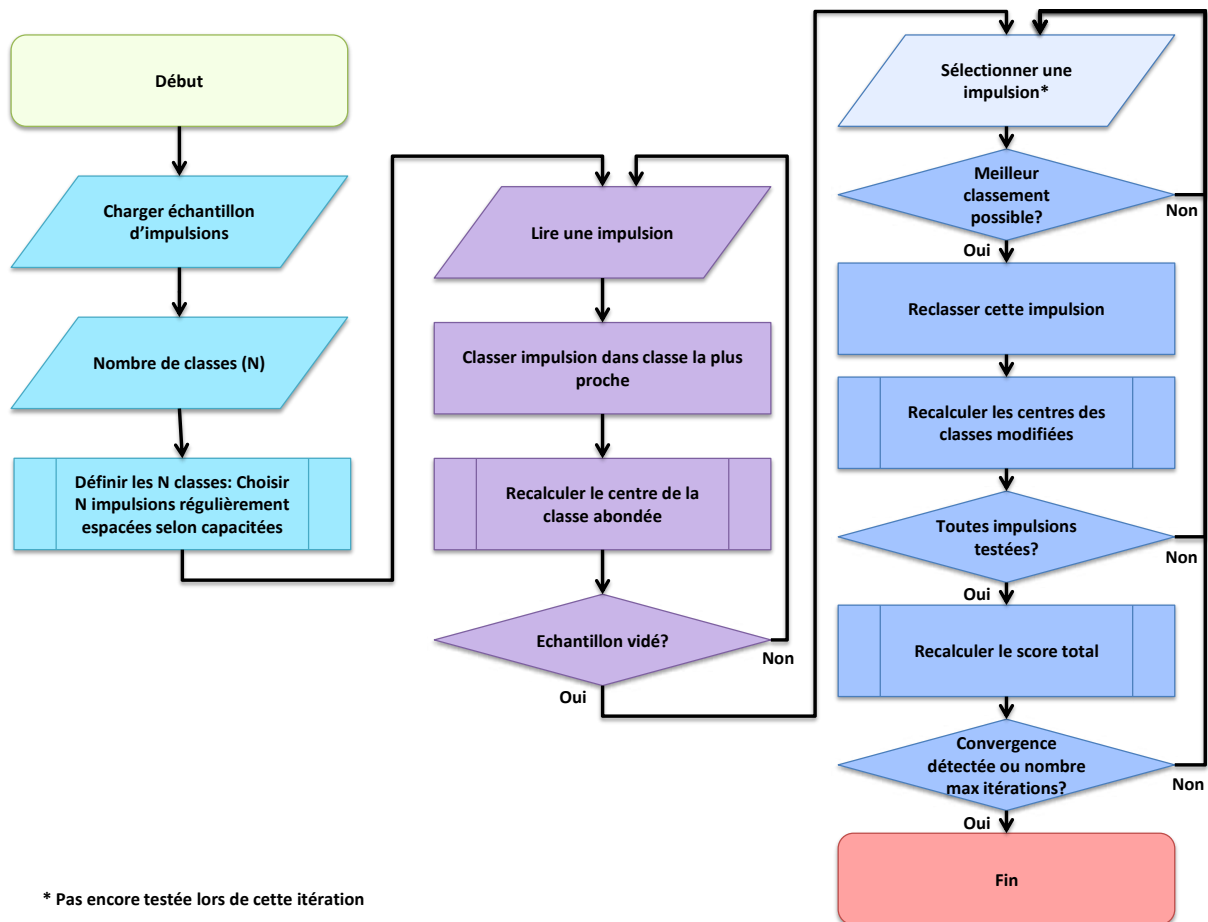 Début
Charger échantillon
d'impulsions
Nombre de classes (N)
Définir les N classes: Choisir
N impulsions régulièrement
espacées selon capacitées
Lire une impulsion
Classer impulsion dans classe la plus
proche
Recalculer le centre de la
classe abondée
Echantillon vidé?
Non
Oui
Sélectionner une
impulsion*
Meilleur
classement
possible?
Non
Oui
Reclasser cette impulsion
Recalculer les centres des
classes modifiées
Toutes impulsions
testées?
Non
Oui
Recalculer le score total
Convergence
détectée ou nombre
max itérations?
Non
Oui
Fin
* Pas encore testée lors de cette itération